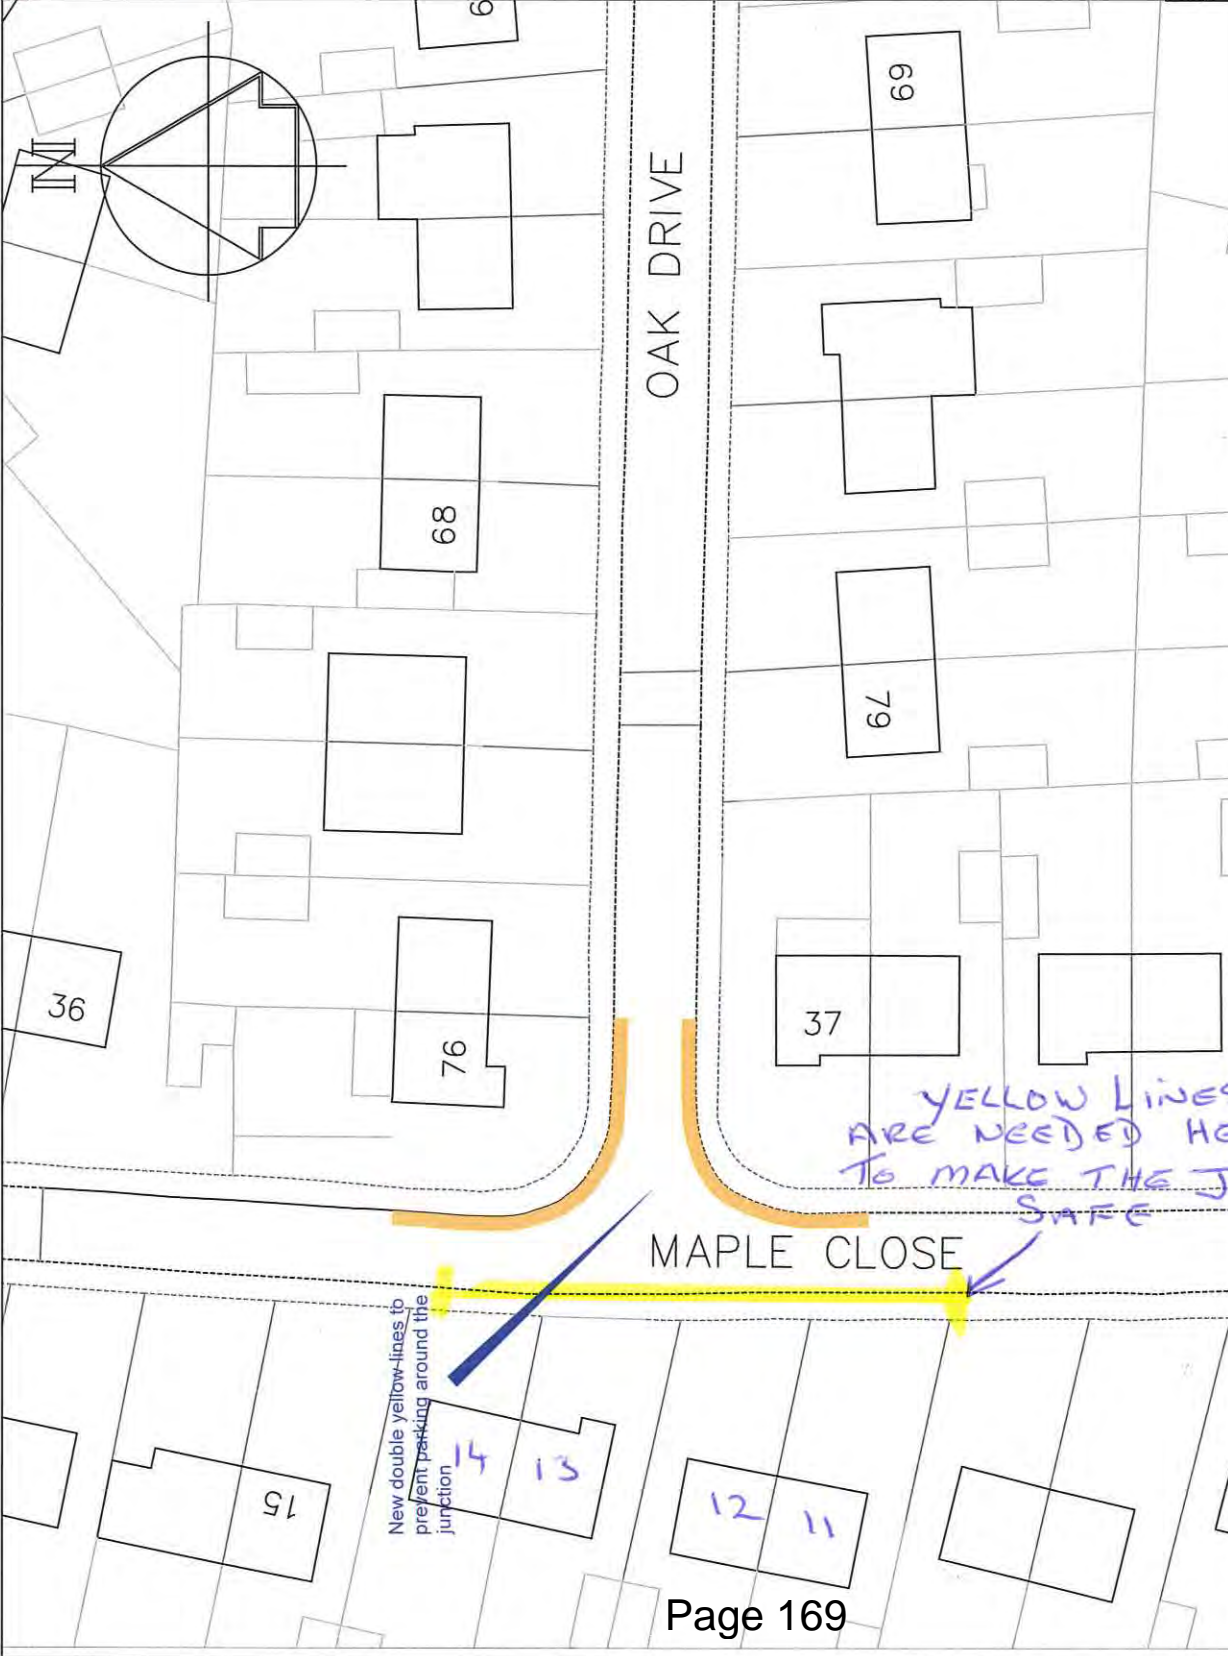 N
OAK DRIVE
69
68
79
76
36
37
YELLOW LINES
ARE NEEDED HE
TO MAKE THE J
SAFE
MAPLE CLOSE
New double yellow lines to
prevent parking around the
junction
15
14
13
12
11
Page 169